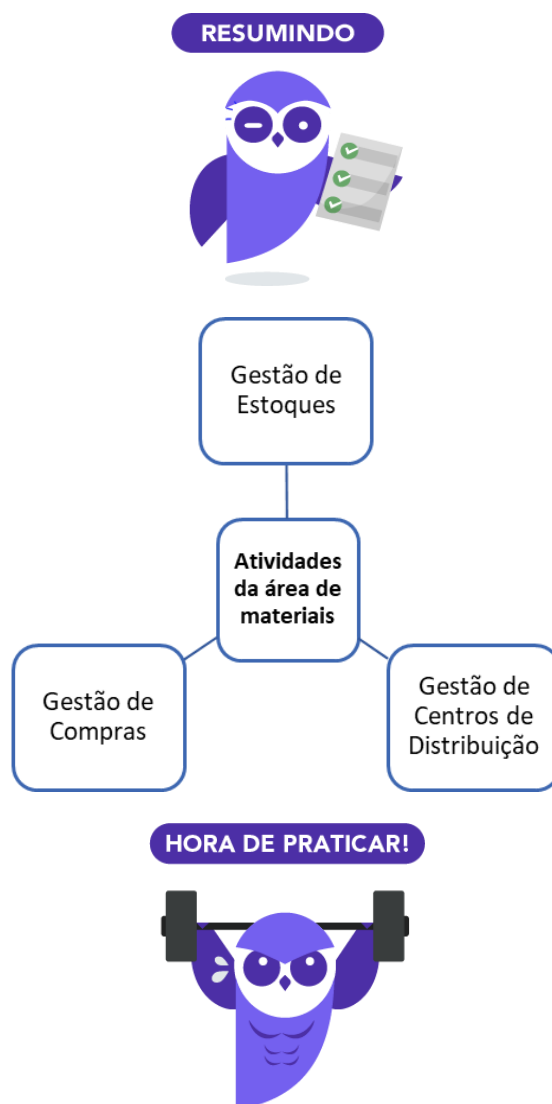 RESUMINDO
Gestão de
Estoques
Atividades
da área de
materiais
Gestão de
Compras
Gestão de
Centros de
Distribuição
HORA DE PRATICAR!